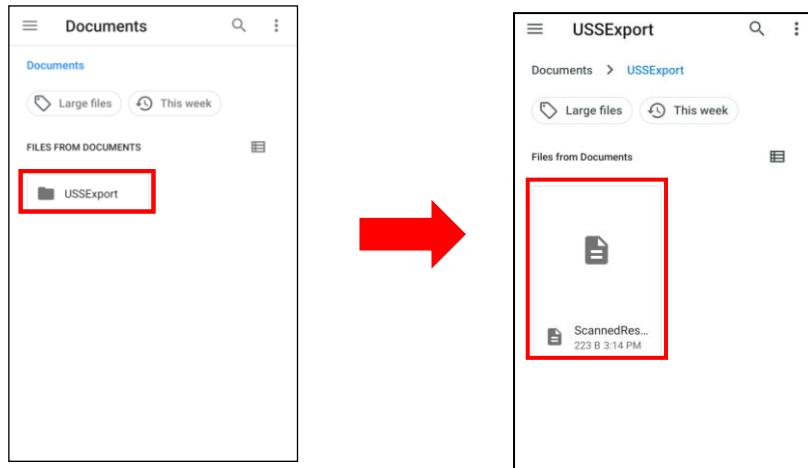 Documents
Documents
Large files
This week
FILES FROM DOCUMENTS
USSExport
USSExport
Documents > USSExport
Large files
This week
Files from Documents
ScannedRes...
223 B 3:14 PM